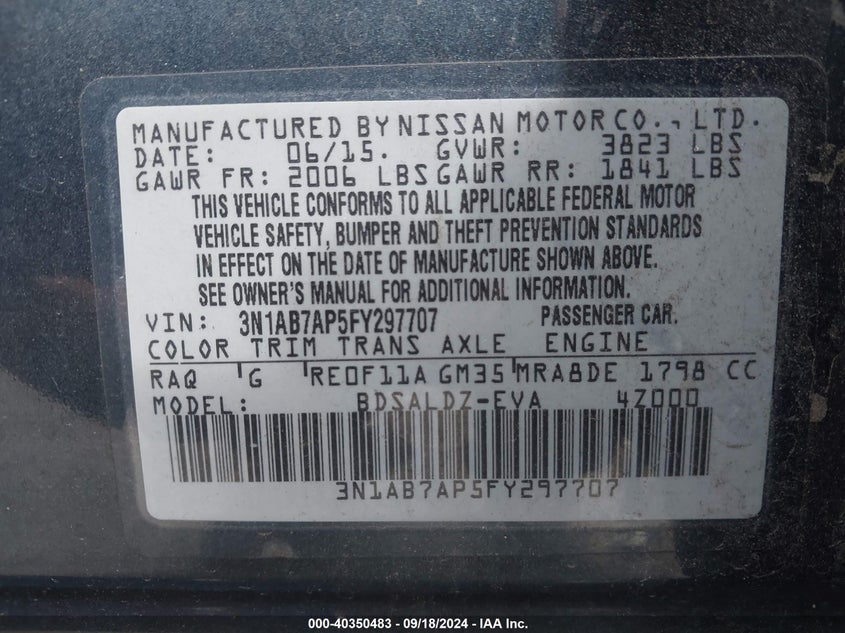 MANUFACTURED BY NISSAN MOTOR CO., LTD.
DATE: 06/15. GVWR: 3823 LBS
GAWR FR: 2006 LBS GAWR RR: 1841 LBS
THIS VEHICLE CONFORMS TO ALL APPLICABLE FEDERAL MOTOR
VEHICLE SAFETY, BUMPER AND THEFT PREVENTION STANDARDS
IN EFFECT ON THE DATE OF MANUFACTURE SHOWN ABOVE.
SEE OWNER'S MANUAL FOR ADDITIONAL INFORMATION.
VIN: 3N1AB7AP5FY297707 PASSENGER CAR.
COLOR TRIM TRANS AXLE ENGINE
RAQ G RE0F11A GM35 MRA8DE 1798 CC
MODEL: BDSALDZ-EVA 4Z000
3N1AB7AP5FY297707
000-40350483 - 09/18/2024 - IAA Inc.